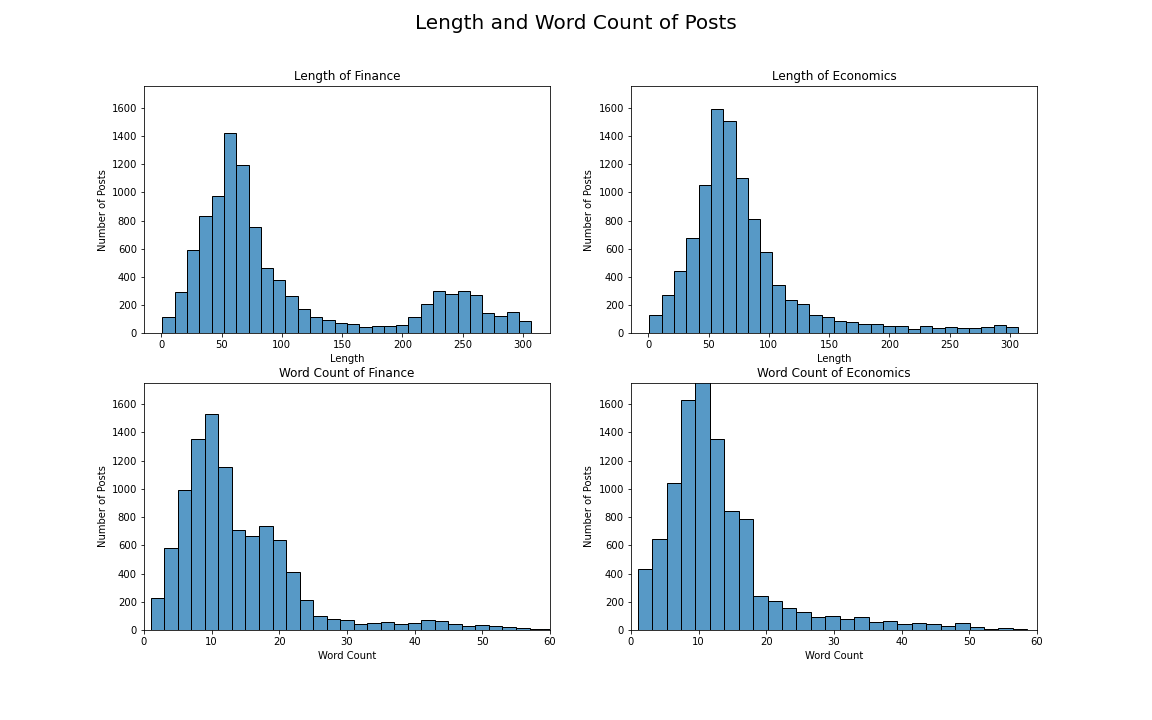 Length and Word Count of Posts
Length of Finance
1600
1400
1200
1000
800
600
400
200
0
Number of Posts
0 50 100 150 200 250 300
Length
Length of Economics
1600
1400
1200
1000
800
600
400
200
0
Number of Posts
0 50 100 150 200 250 300
Length
Word Count of Finance
1600
1400
1200
1000
800
600
400
200
0
Number of Posts
0 10 20 30 40 50 60
Word Count
Word Count of Economics
1600
1400
1200
1000
800
600
400
200
0
Number of Posts
0 10 20 30 40 50 60
Word Count